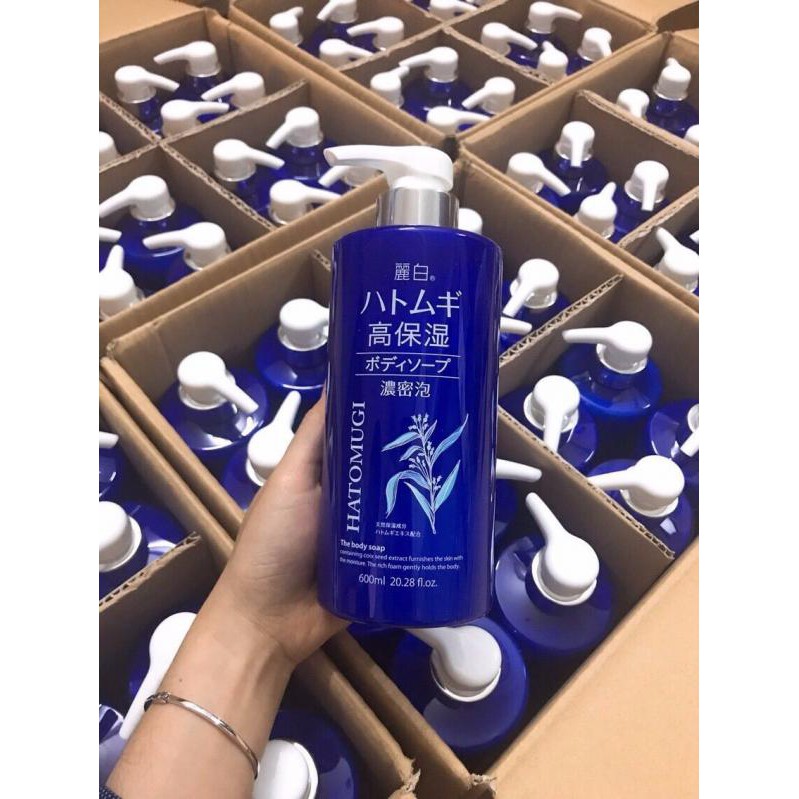 麗白®
ハトムギ
高保湿
ボディソープ
濃密泡
HATOMUGI
天然保湿成分
ハトムギエキス配合
The body soap
containing coix seed extract furnishes the skin with
the moisture. The rich foam gently holds the body.
600ml 20.28 fl.oz.